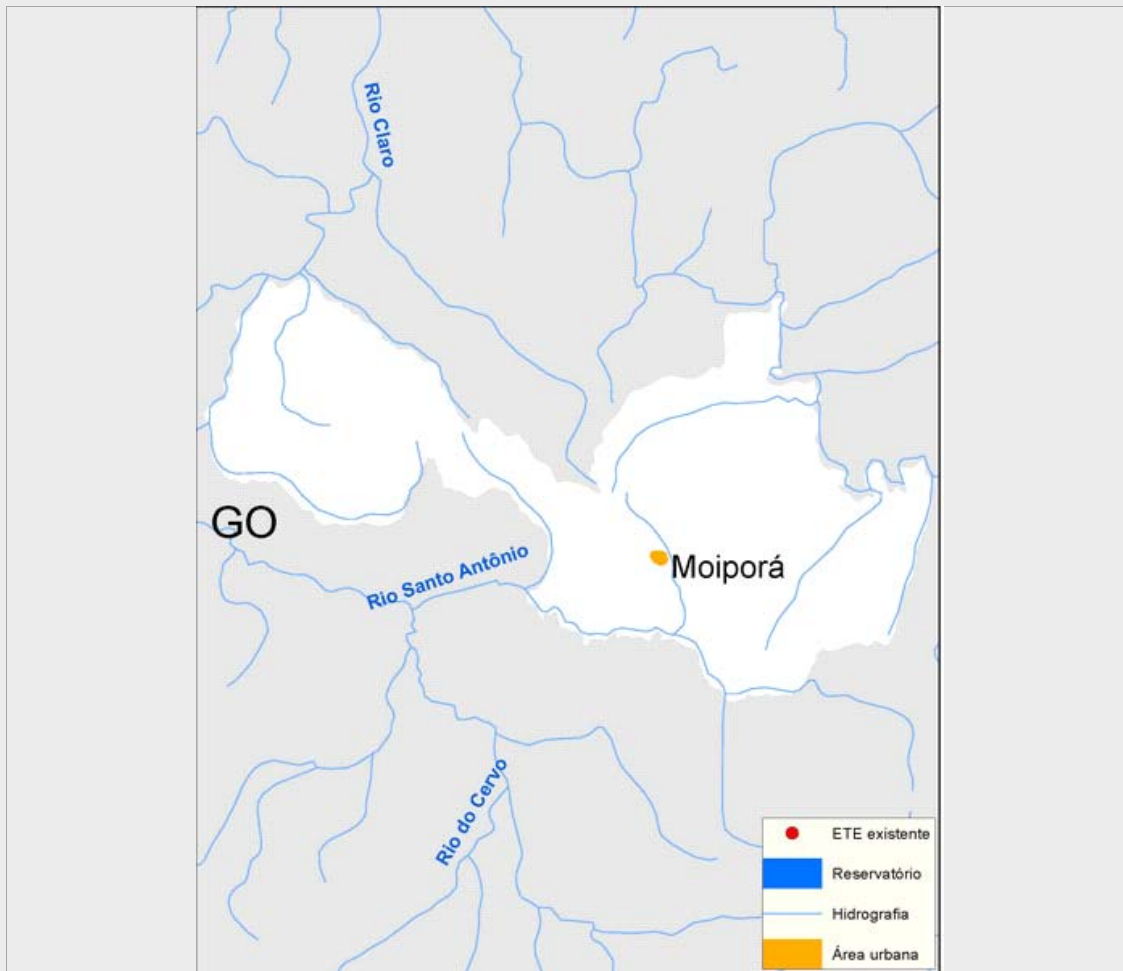 Rio Claro
GO
Rio Santo Antônio
Moiporá
Rio do Cervo
ETE existente
Reservatório
Hidrografia
Área urbana